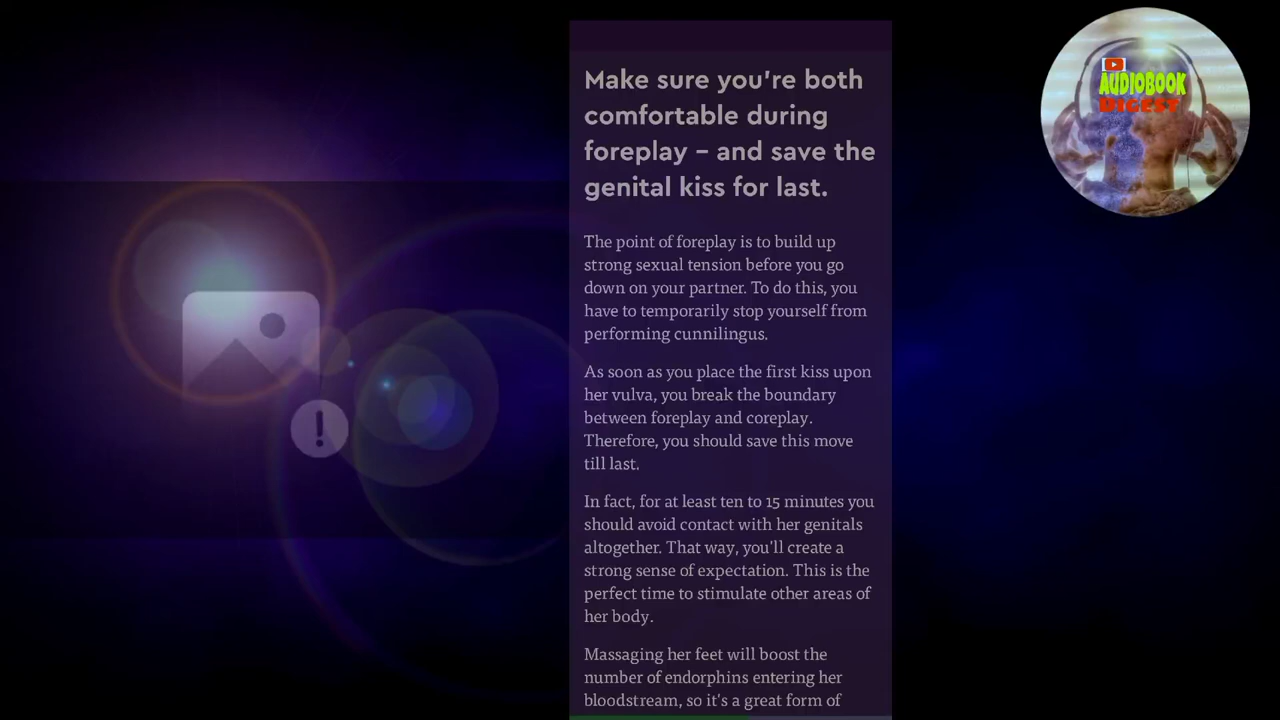 Make sure you're both
comfortable during
foreplay – and save the
genital kiss for last.
The point of foreplay is to build up
strong sexual tension before you go
down on your partner. To do this, you
have to temporarily stop yourself from
performing cunnilingus.
As soon as you place the first kiss upon
her vulva, you break the boundary
between foreplay and coreplay.
Therefore, you should save this move
till last.
In fact, for at least ten to 15 minutes you
should avoid contact with her genitals
altogether. That way, you'll create a
strong sense of expectation. This is the
perfect time to stimulate other areas of
her body.
Massaging her feet will boost the
number of endorphins entering her
bloodstream, so it's a great form of
AUDIOBOOK
DIGEST